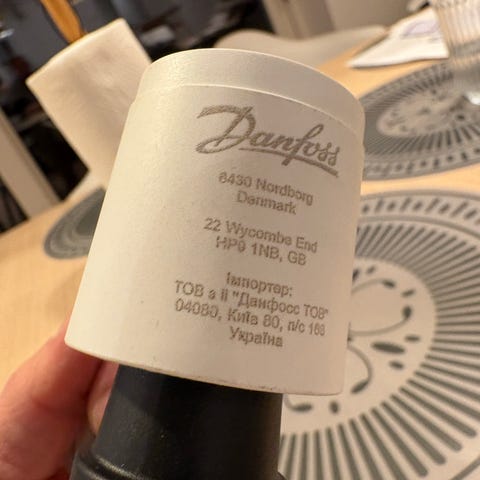 Danfoss
6430 Nordborg
Denmark
22 Wycombe End
HP9 1NB, GB
Імпортер:
ТОВ з ІІ "Данфосс ТОВ"
04080, Київ 80, п/с 168
Україна